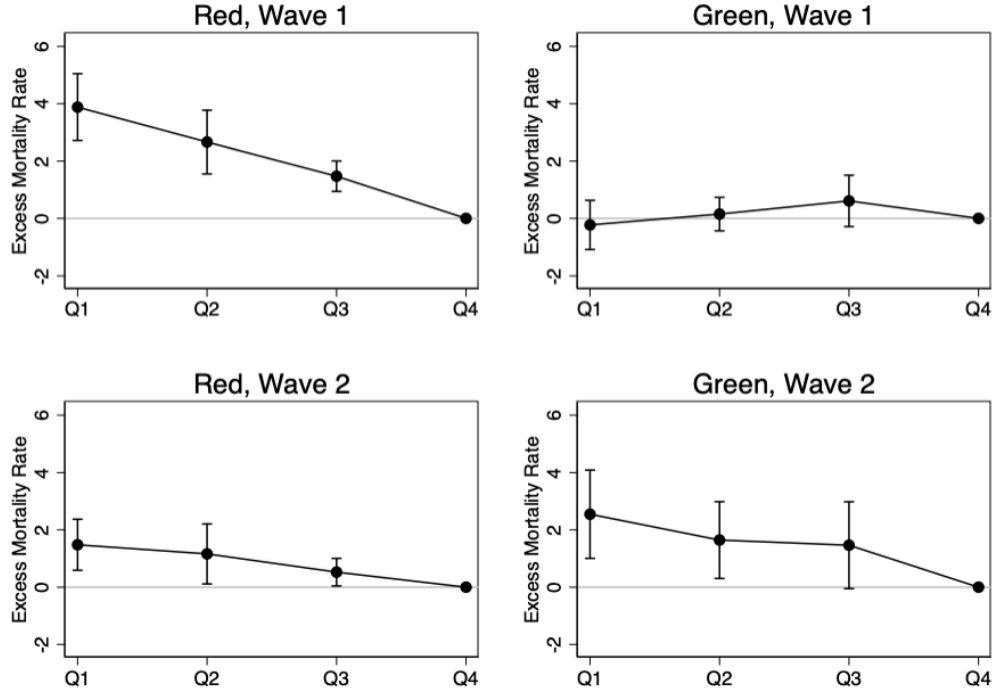 Red, Wave 1
Excess Mortality Rate
6
4
2
0
-2
Q1 Q2 Q3 Q4
Green, Wave 1
Excess Mortality Rate
6
4
2
0
-2
Q1 Q2 Q3 Q4
Red, Wave 2
Excess Mortality Rate
6
4
2
0
-2
Q1 Q2 Q3 Q4
Green, Wave 2
Excess Mortality Rate
6
4
2
0
-2
Q1 Q2 Q3 Q4